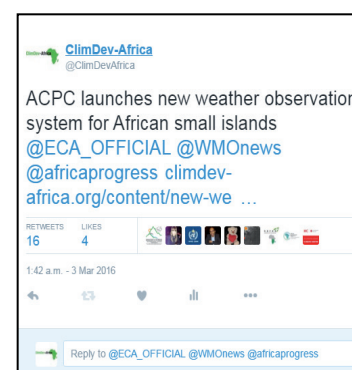 ClimDev-Africa
@ClimDevAfrica
ACPC launches new weather observation
system for African small islands
@ECA_OFFICIAL @WMOnews
@africaprogress climdev-
africa.org/content/new-we …
RETWEETS LIKES
16 4
1:42 a.m. - 3 Mar 2016
Reply to @ECA_OFFICIAL @WMOnews @africaprogress